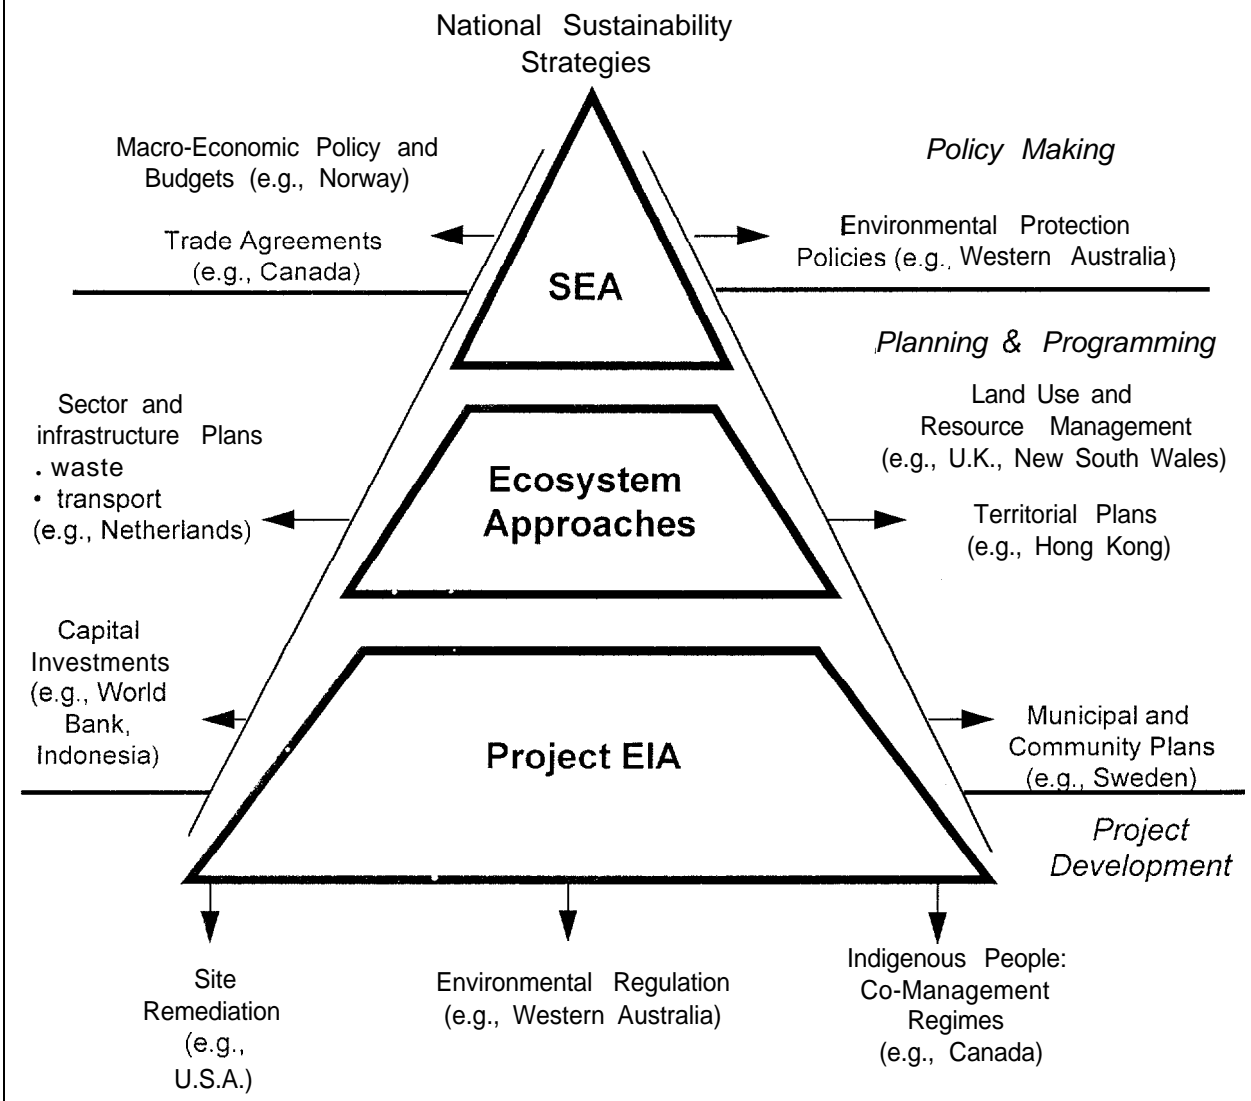 National Sustainability
Strategies
Macro-Economic Policy and
Budgets (e.g., Norway)
Trade Agreements
(e.g., Canada)
Policy Making
Environmental Protection
Policies (e.g., Western Australia)
SEA
Planning & Programming
Sector and
infrastructure Plans
. waste
• transport
(e.g., Netherlands)
Ecosystem
Approaches
Land Use and
Resource Management
(e.g., U.K., New South Wales)
Territorial Plans
(e.g., Hong Kong)
Capital
Investments
(e.g., World
Bank,
Indonesia)
Project EIA
Municipal and
Community Plans
(e.g., Sweden)
Project
Development
Site
Remediation
(e.g.,
U.S.A.)
Environmental Regulation
(e.g., Western Australia)
Indigenous People:
Co-Management
Regimes
(e.g., Canada)